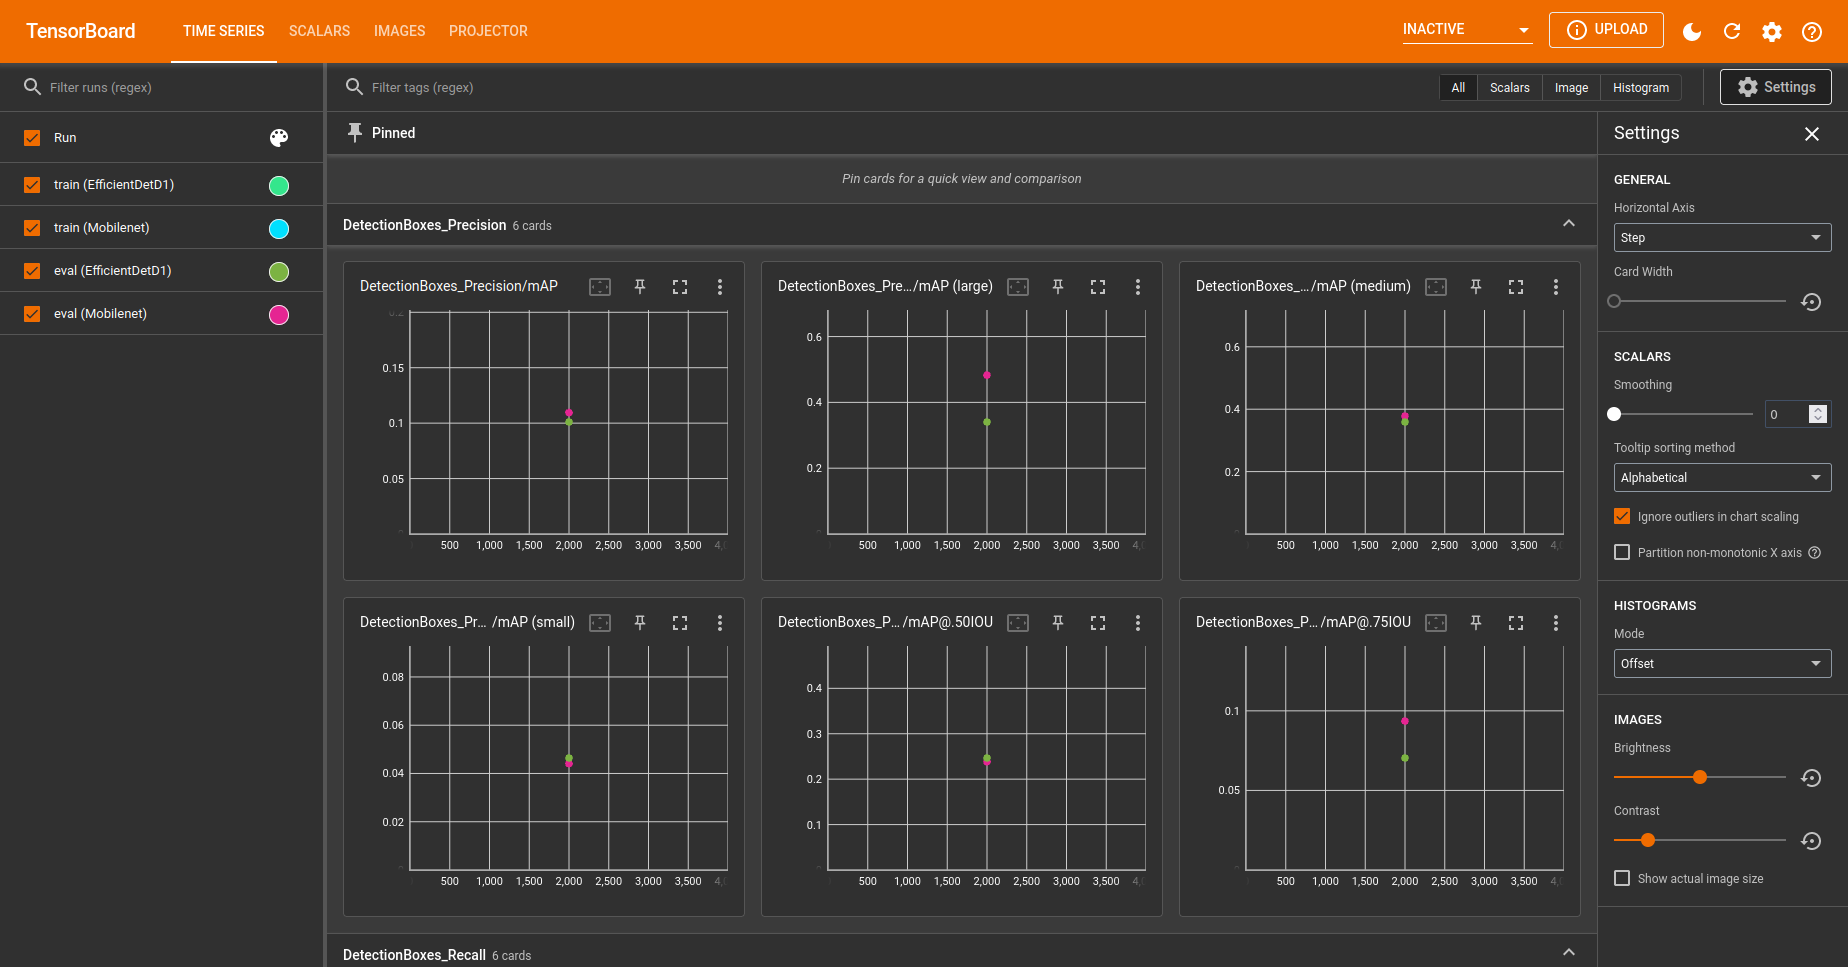 TensorBoard
TIME SERIES
SCALARS
IMAGES
PROJECTOR
INACTIVE
UPLOAD
Filter runs (regex)
Run
train (EfficientDetD1)
train (Mobilenet)
eval (EfficientDetD1)
eval (Mobilenet)
Filter tags (regex)
All
Scalars
Image
Histogram
Settings
Pinned
Pin cards for a quick view and comparison
DetectionBoxes_Precision 6 cards
DetectionBoxes_Precision/mAP
0.2
0.15
0.1
0.05
500 1,000 1,500 2,000 2,500 3,000 3,500
DetectionBoxes_Pre.../mAP (large)
0.6
0.4
0.2
500 1,000 1,500 2,000 2,500 3,000 3,500
DetectionBoxes_.../mAP (medium)
0.6
0.4
0.2
500 1,000 1,500 2,000 2,500 3,000 3,500
DetectionBoxes_Pr... /mAP (small)
0.08
0.06
0.04
0.02
500 1,000 1,500 2,000 2,500 3,000 3,500
DetectionBoxes_P... /mAP@.50IOU
0.4
0.3
0.2
0.1
500 1,000 1,500 2,000 2,500 3,000 3,500
DetectionBoxes_P... /mAP@.75IOU
0.1
0.05
500 1,000 1,500 2,000 2,500 3,000 3,500
DetectionBoxes_Recall 6 cards
Settings
GENERAL
Horizontal Axis
Step
Card Width
SCALARS
Smoothing
0
Tooltip sorting method
Alphabetical
Ignore outliers in chart scaling
Partition non-monotonic X axis
HISTOGRAMS
Mode
Offset
IMAGES
Brightness
Contrast
Show actual image size